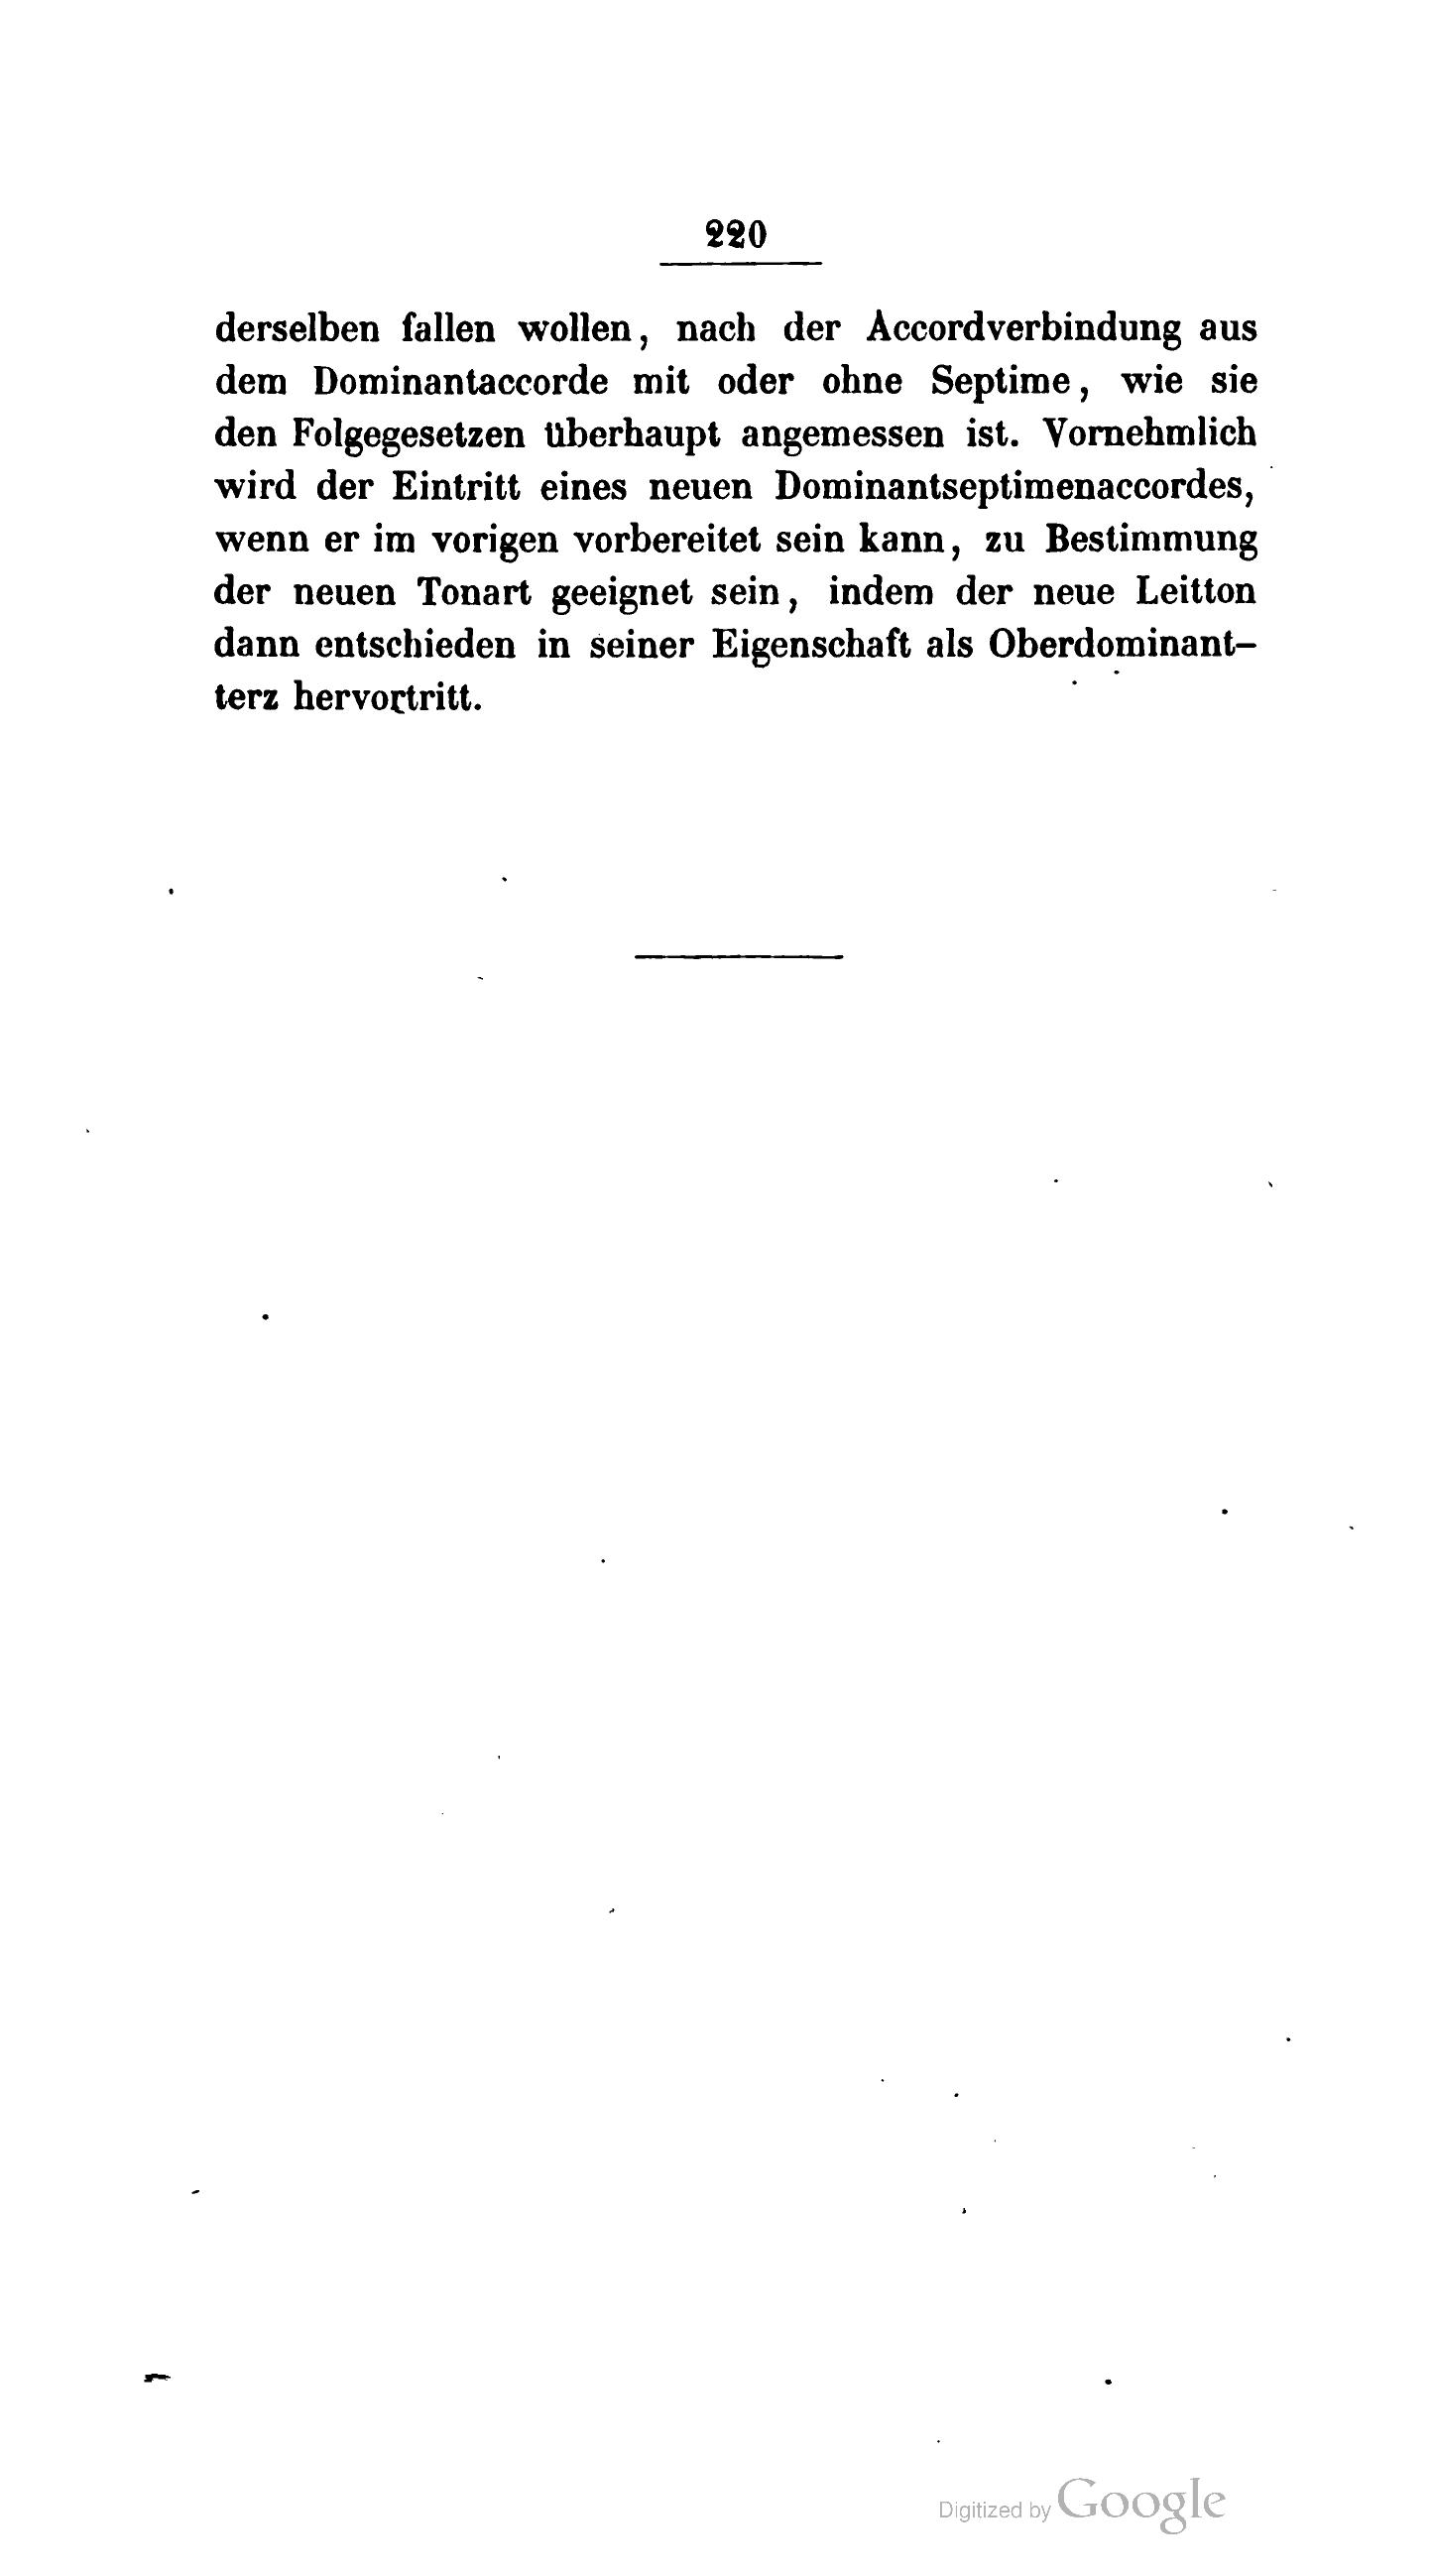 220
derselben fallen wollen, nach der Accordverbindung aus
dem Dominantaccorde mit oder ohne Septime, wie sie
den Folgegesetzen überhaupt angemessen ist. Vornehmlich
wird der Eintritt eines neuen Dominantseptimenaccordes,
wenn er im vorigen vorbereitet sein kann, zu Bestimmung
der neuen Tonart geeignet sein, indem der neue Leitton
dann entschieden in seiner Eigenschaft als Oberdominant-
terz hervortritt.
Digitized by Google